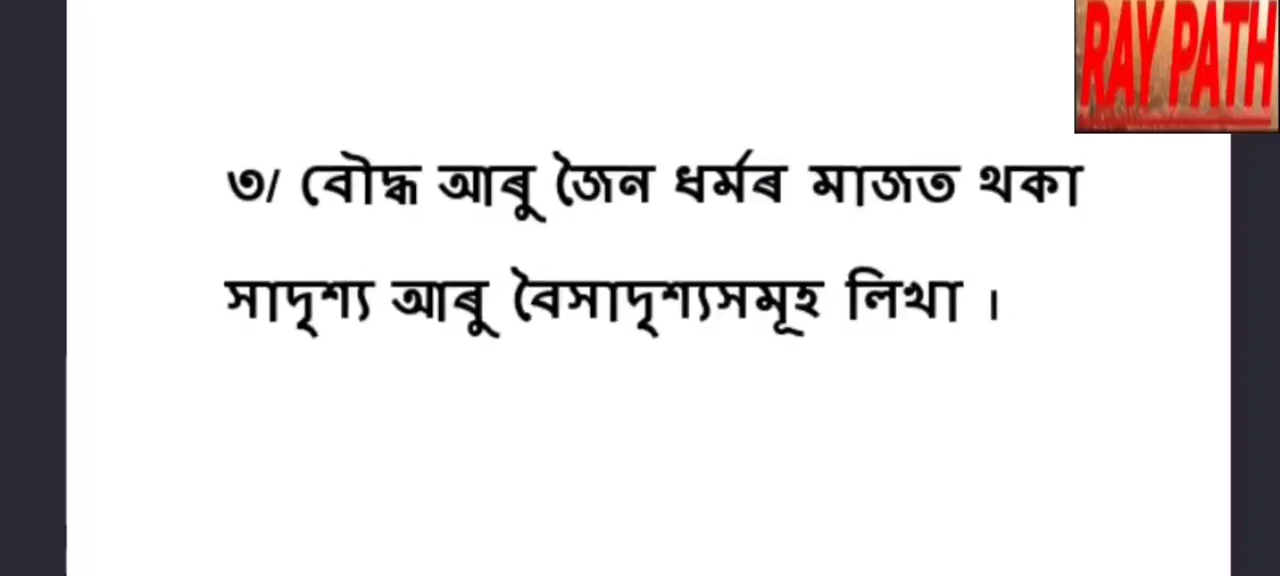 RAY PATH
৩/ বৌদ্ধ আৰু জৈন ধৰ্মৰ মাজত থকা
সাদৃশ্য আৰু বৈসাদৃশ্যসমূহ লিখা ।